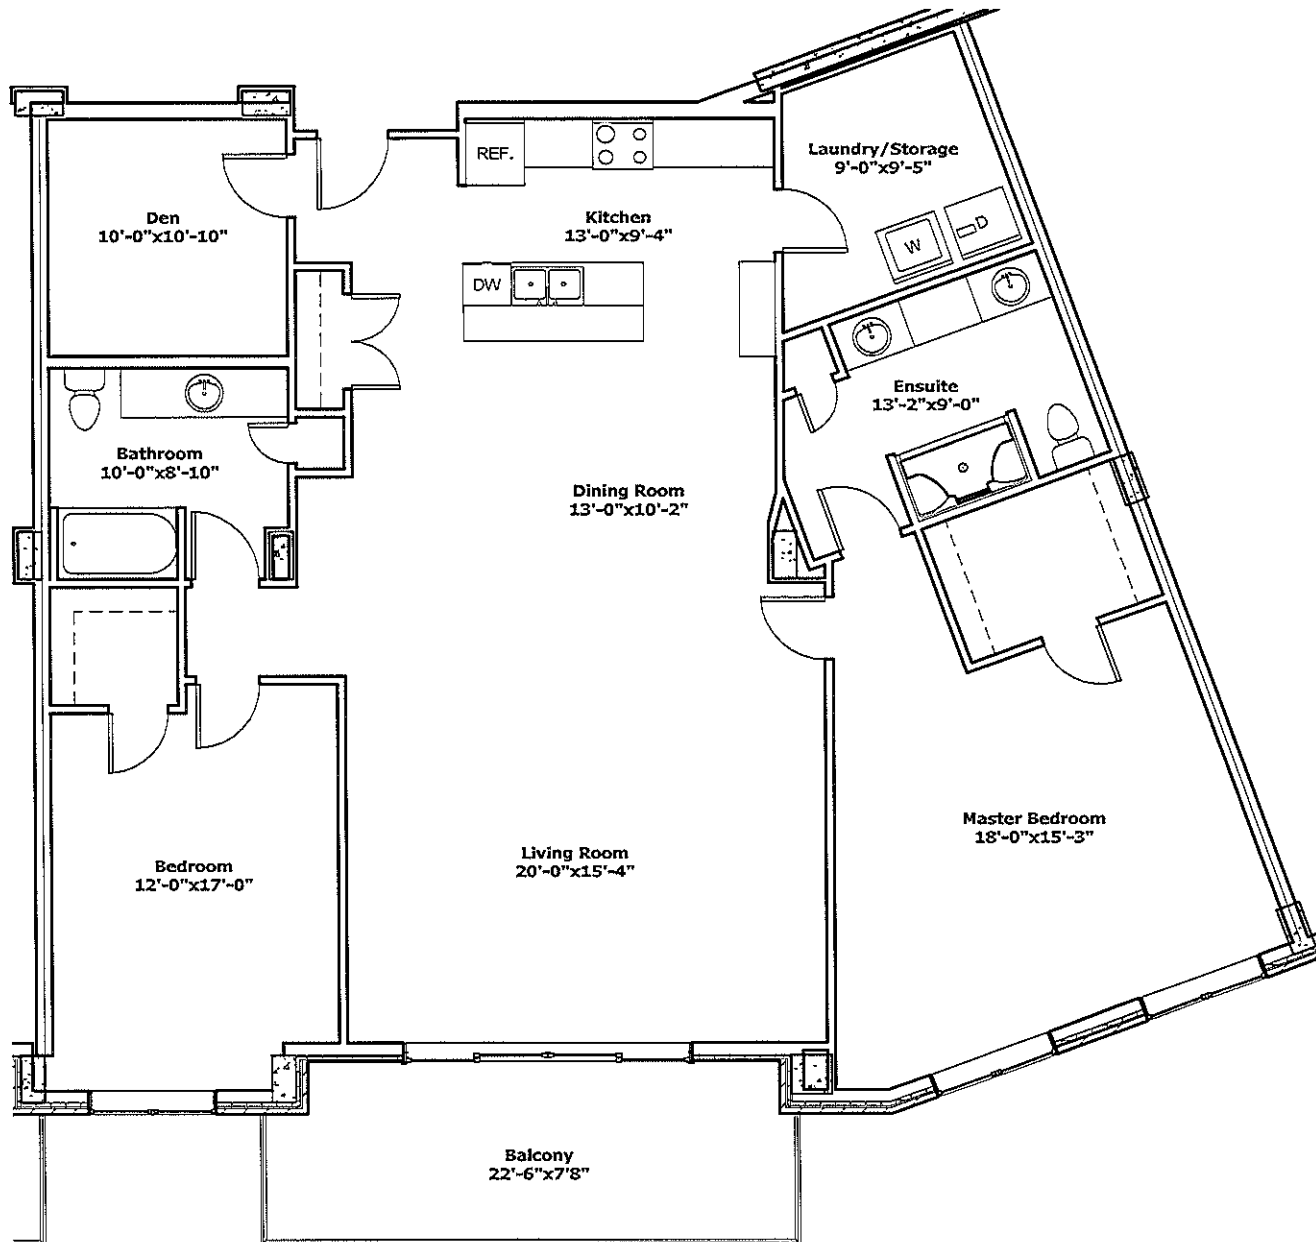 Laundry/Storage
9'-0"x9'-5"
REF.
Den
10'-0"x10'-10"
Kitchen
13'-0"x9'-4"
W
D
DW
Ensuite
13'-2"x9'-0"
Bathroom
10'-0"x8'-10"
Dining Room
13'-0"x10'-2"
Master Bedroom
18'-0"x15'-3"
Living Room
20'-0"x15'-4"
Bedroom
12'-0"x17'-0"
Balcony
22'-6"x7'8"